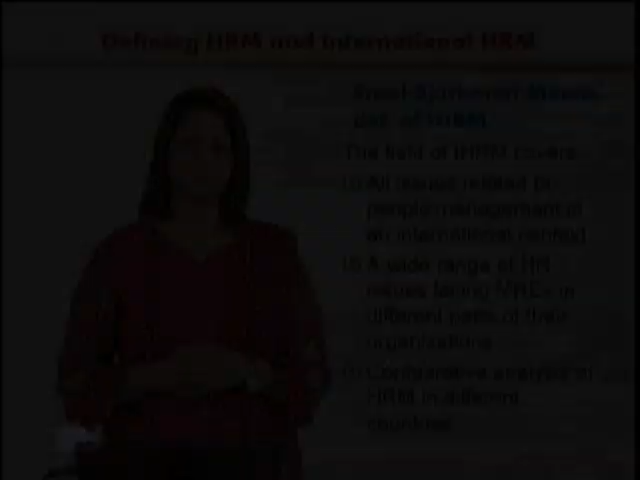 Defining HRM and International HRM
of IHRM
The field of IHRM covers
All issues related to
people management in
an international context
A wide range of HR
issues facing MNCs in
different parts of their
organizations
Comparative analysis of
HRM in different
countries